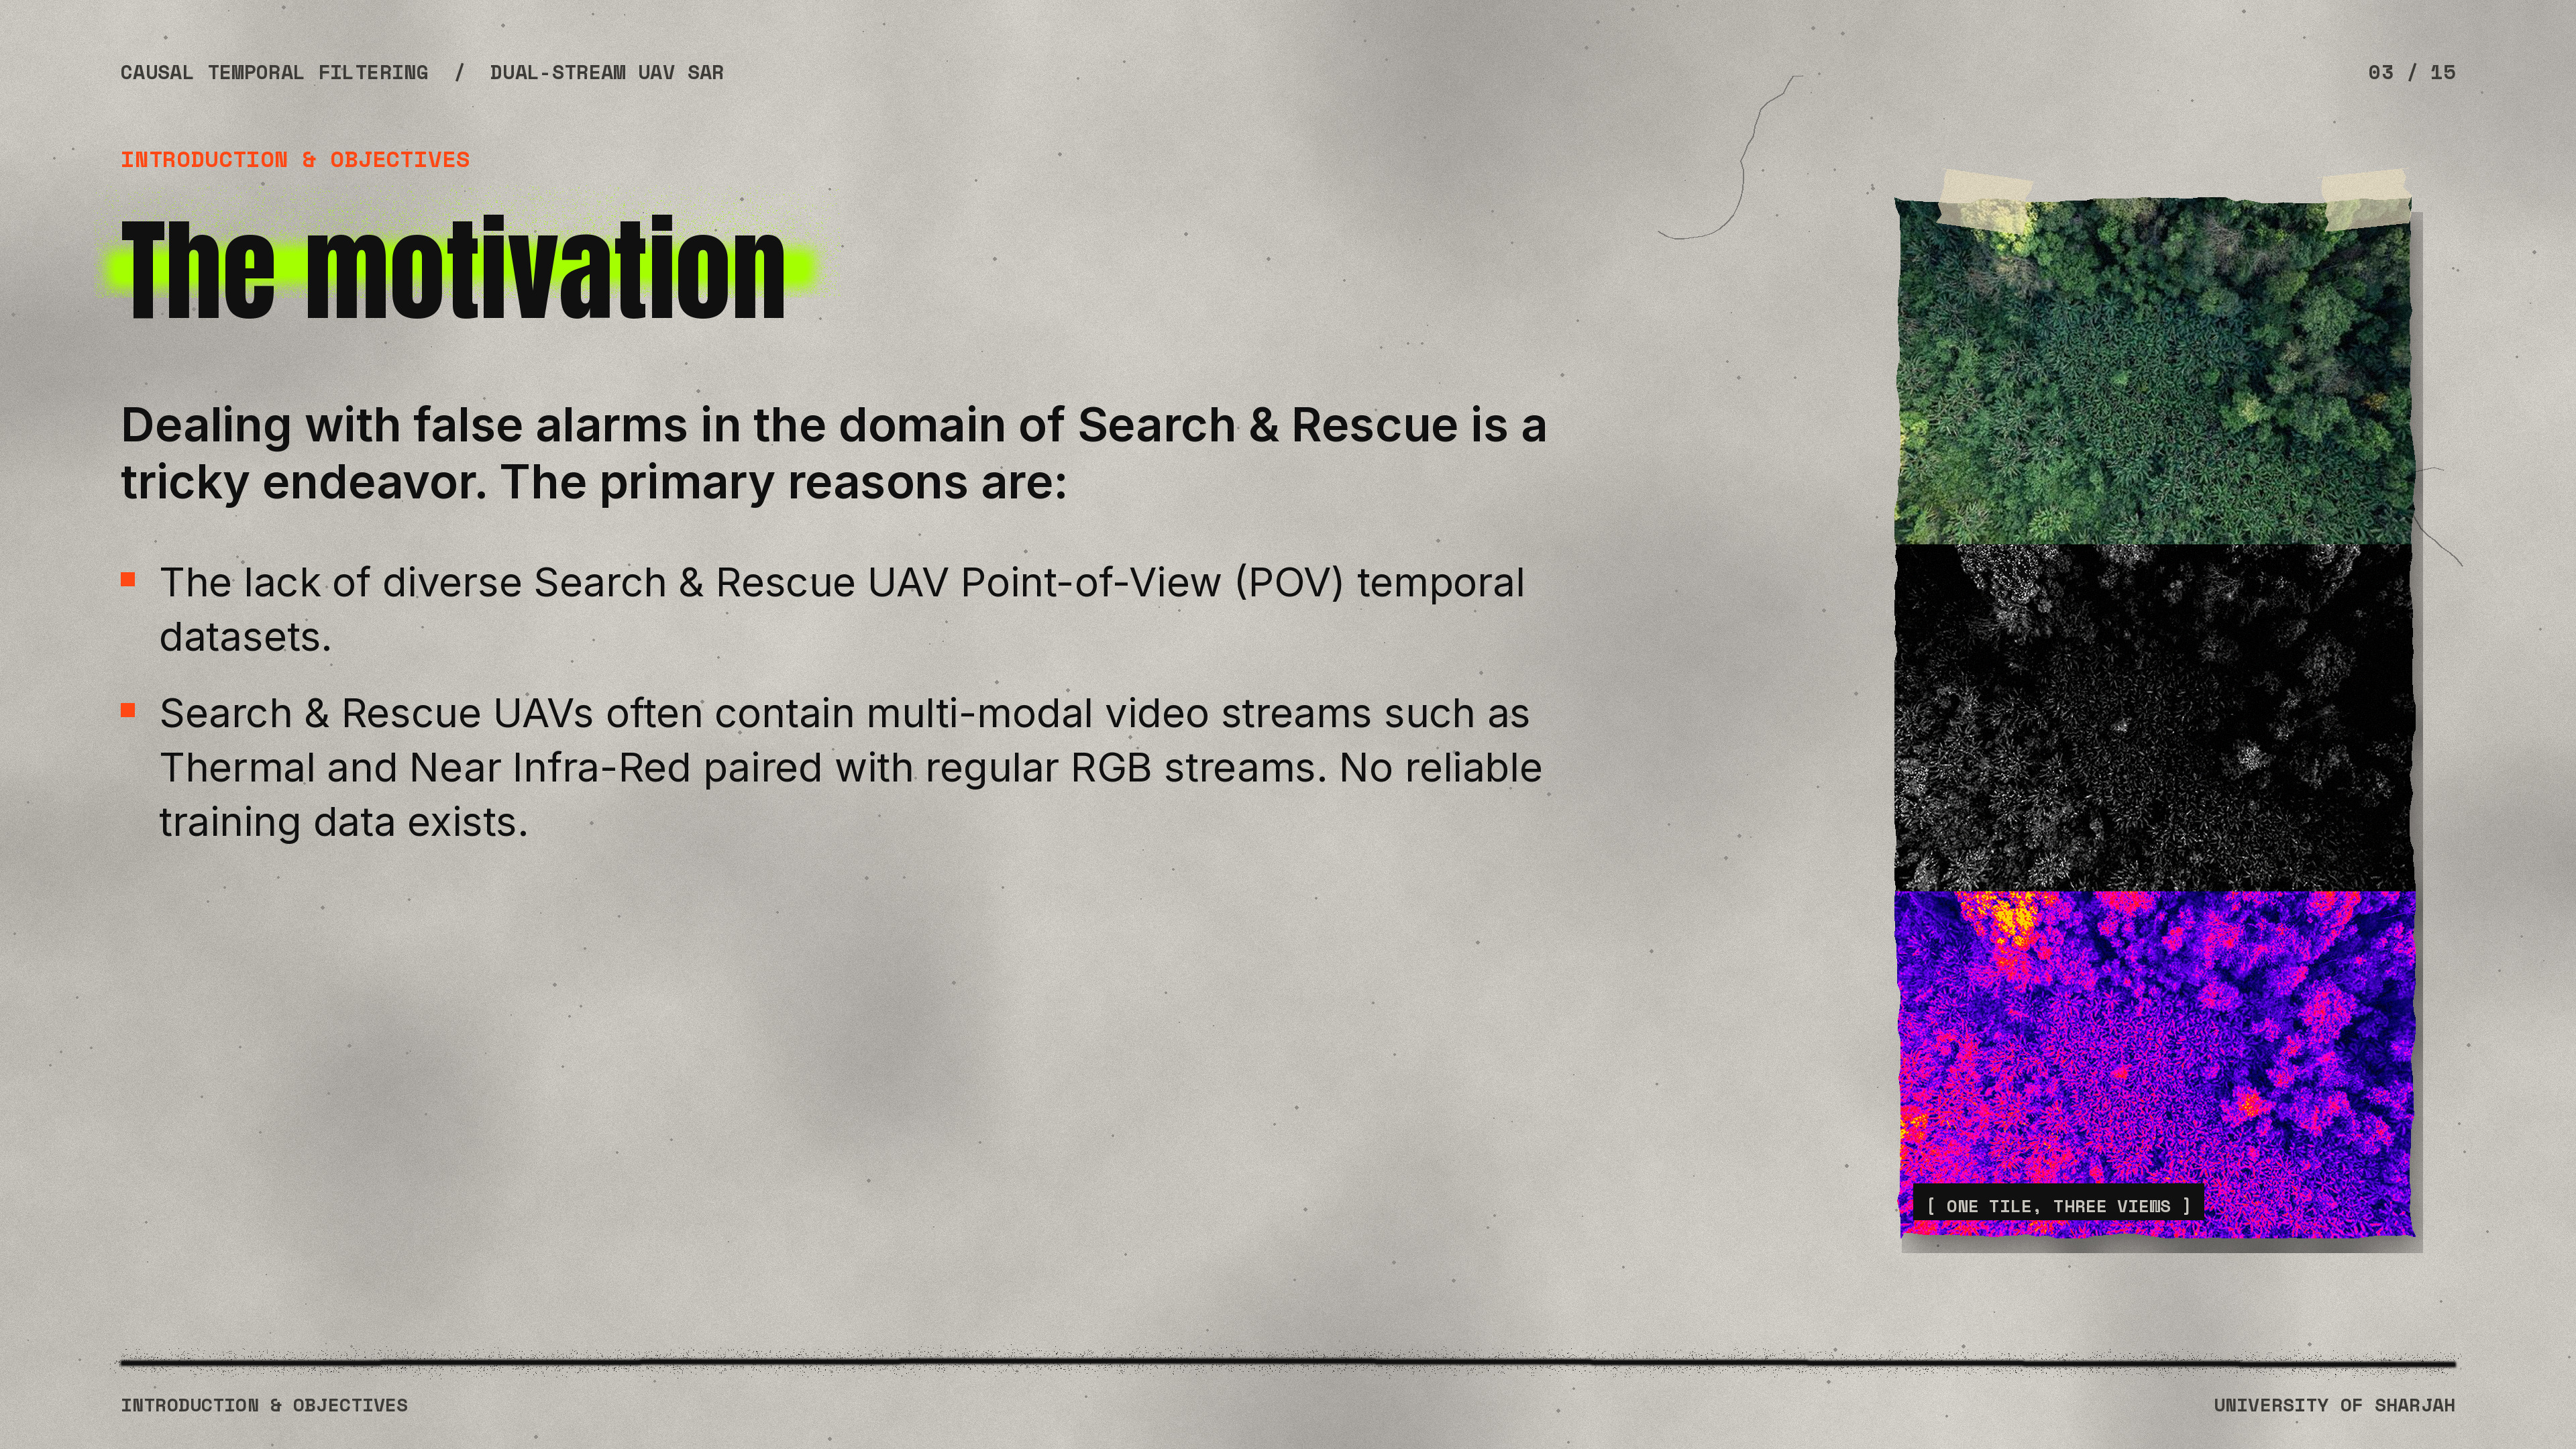 CAUSAL TEMPORAL FILTERING / DUAL-STREAM UAV SAR
03 / 15
INTRODUCTION & OBJECTIVES
The motivation
Dealing with false alarms in the domain of Search & Rescue is a
tricky endeavor. The primary reasons are:
The lack of diverse Search & Rescue UAV Point-of-View (POV) temporal
datasets.
Search & Rescue UAVs often contain multi-modal video streams such as
Thermal and Near Infra-Red paired with regular RGB streams. No reliable
training data exists.
[ ONE TILE, THREE VIEWS ]
INTRODUCTION & OBJECTIVES
UNIVERSITY OF SHARJAH